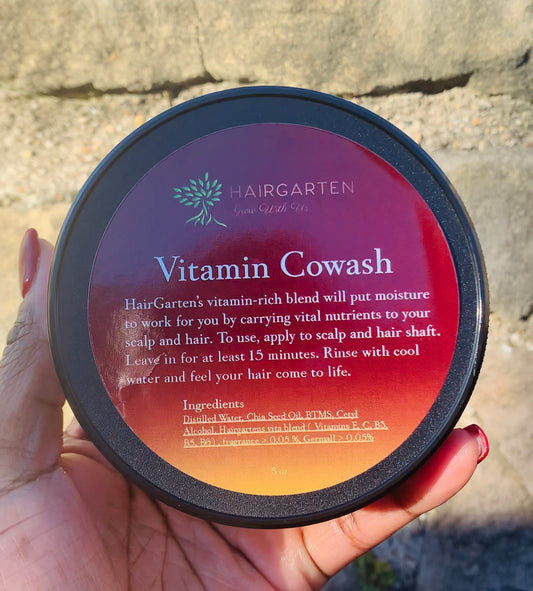 HAIRGARTEN
Grow With Us
Vitamin Cowash
HairGarten's vitamin-rich blend will put moisture
to work for you by carrying vital nutrients to your
scalp and hair. To use, apply to scalp and hair shaft.
Leave in for at least 15 minutes. Rinse with cool
water and feel your hair come to life.
Ingredients
Distilled Water, Chia Seed Oil, BTMS, Cetyl
Alcohol, Hairgartens vita blend ( Vitamins E, C, B3,
B5, B6), fragrance > 0.05 %, Germall > 0.05%
8 oz